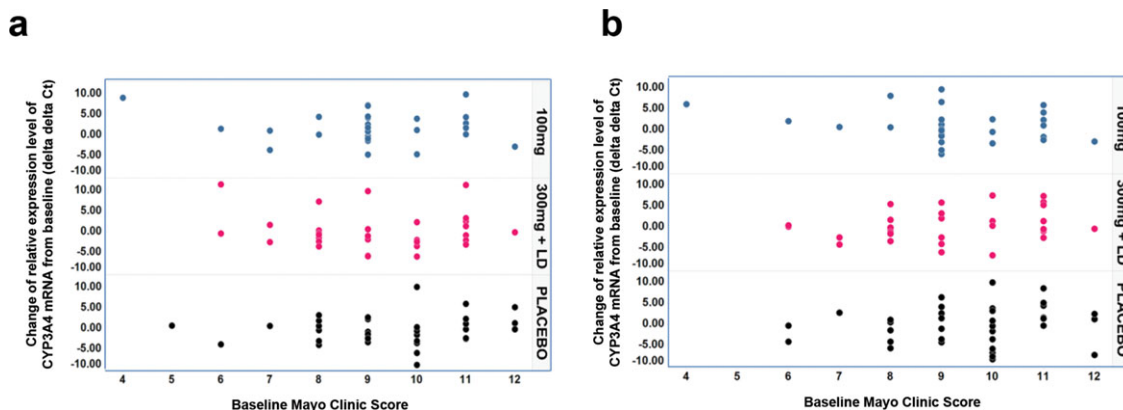 a
Change of relative expression level of
CYP3A4 mRNA from baseline (delta delta Ct)
10.00
5.00
0.00
-5.00
-10.00
100mg
10.00
5.00
0.00
-5.00
-10.00
300mg + LD
10.00
5.00
0.00
-5.00
-10.00
PLACEBO
4 5 6 7 8 9 10 11 12
Baseline Mayo Clinic Score
b
Change of relative expression level of
CYP3A4 mRNA from baseline (delta delta Ct)
10.00
5.00
0.00
-5.00
-10.00
100mg
10.00
5.00
0.00
-5.00
-10.00
300mg + LD
10.00
5.00
0.00
-5.00
-10.00
PLACEBO
4 5 6 7 8 9 10 11 12
Baseline Mayo Clinic Score